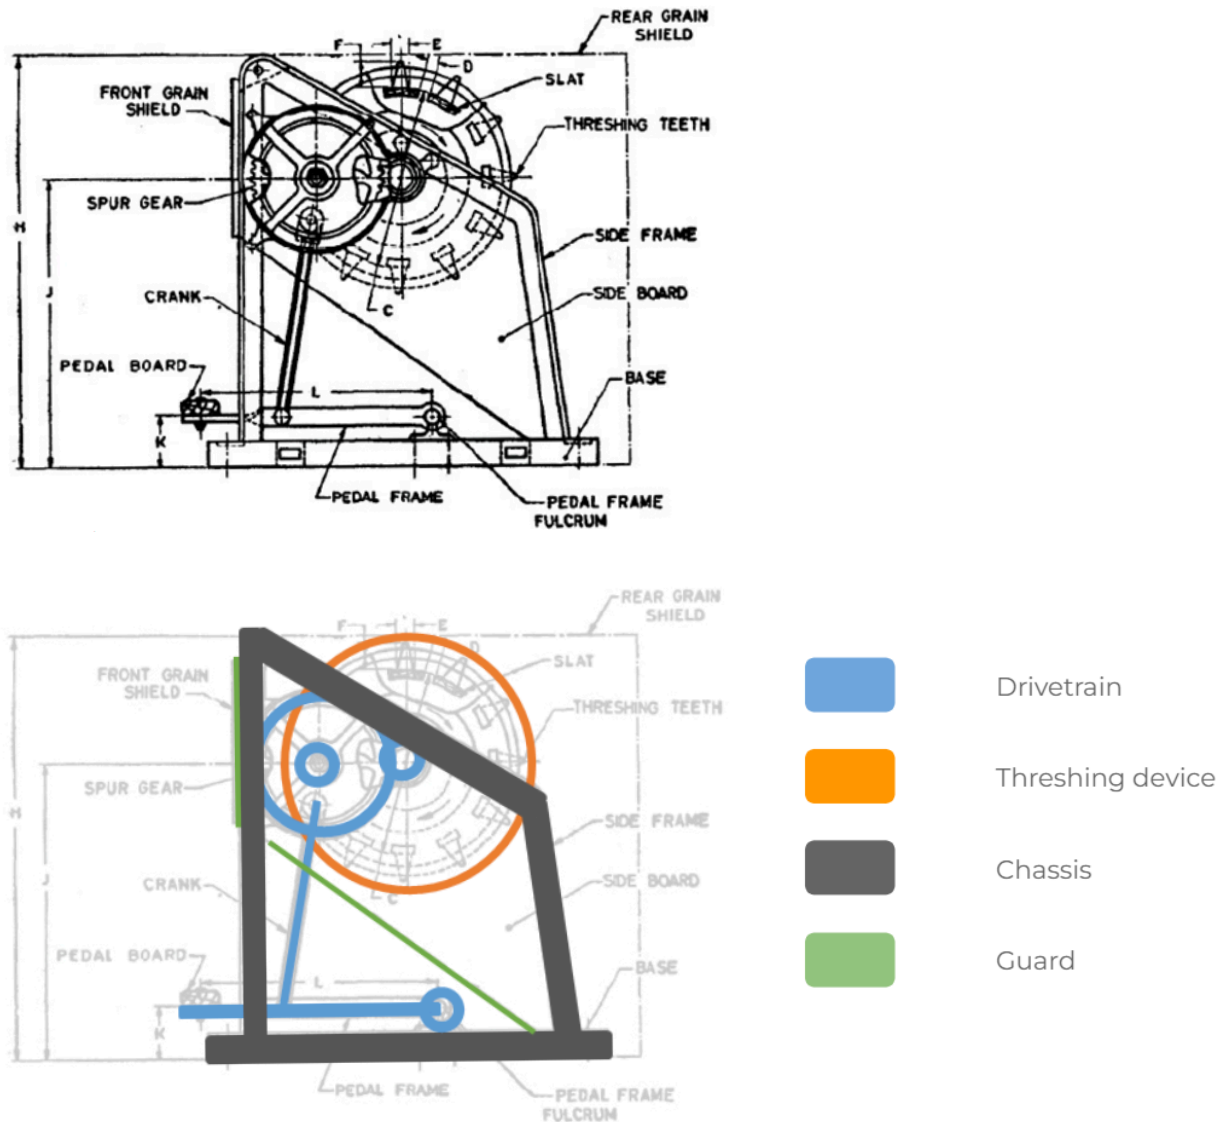 REAR GRAIN
SHIELD
F
E
D
SLAT
FRONT GRAIN
SHIELD
THRESHING TEETH
SPUR GEAR
H
SIDE FRAME
J
CRANK
C
SIDE BOARD
PEDAL BOARD
L
BASE
K
PEDAL FRAME
PEDAL FRAME
FULCRUM
REAR GRAIN
SHIELD
F
E
D
SLAT
FRONT GRAIN
SHIELD
THRESHING TEETH
SPUR GEAR
H
SIDE FRAME
J
CRANK
C
SIDE BOARD
PEDAL BOARD
L
BASE
K
PEDAL FRAME
PEDAL FRAME
FULCRUM
Drivetrain
Threshing device
Chassis
Guard